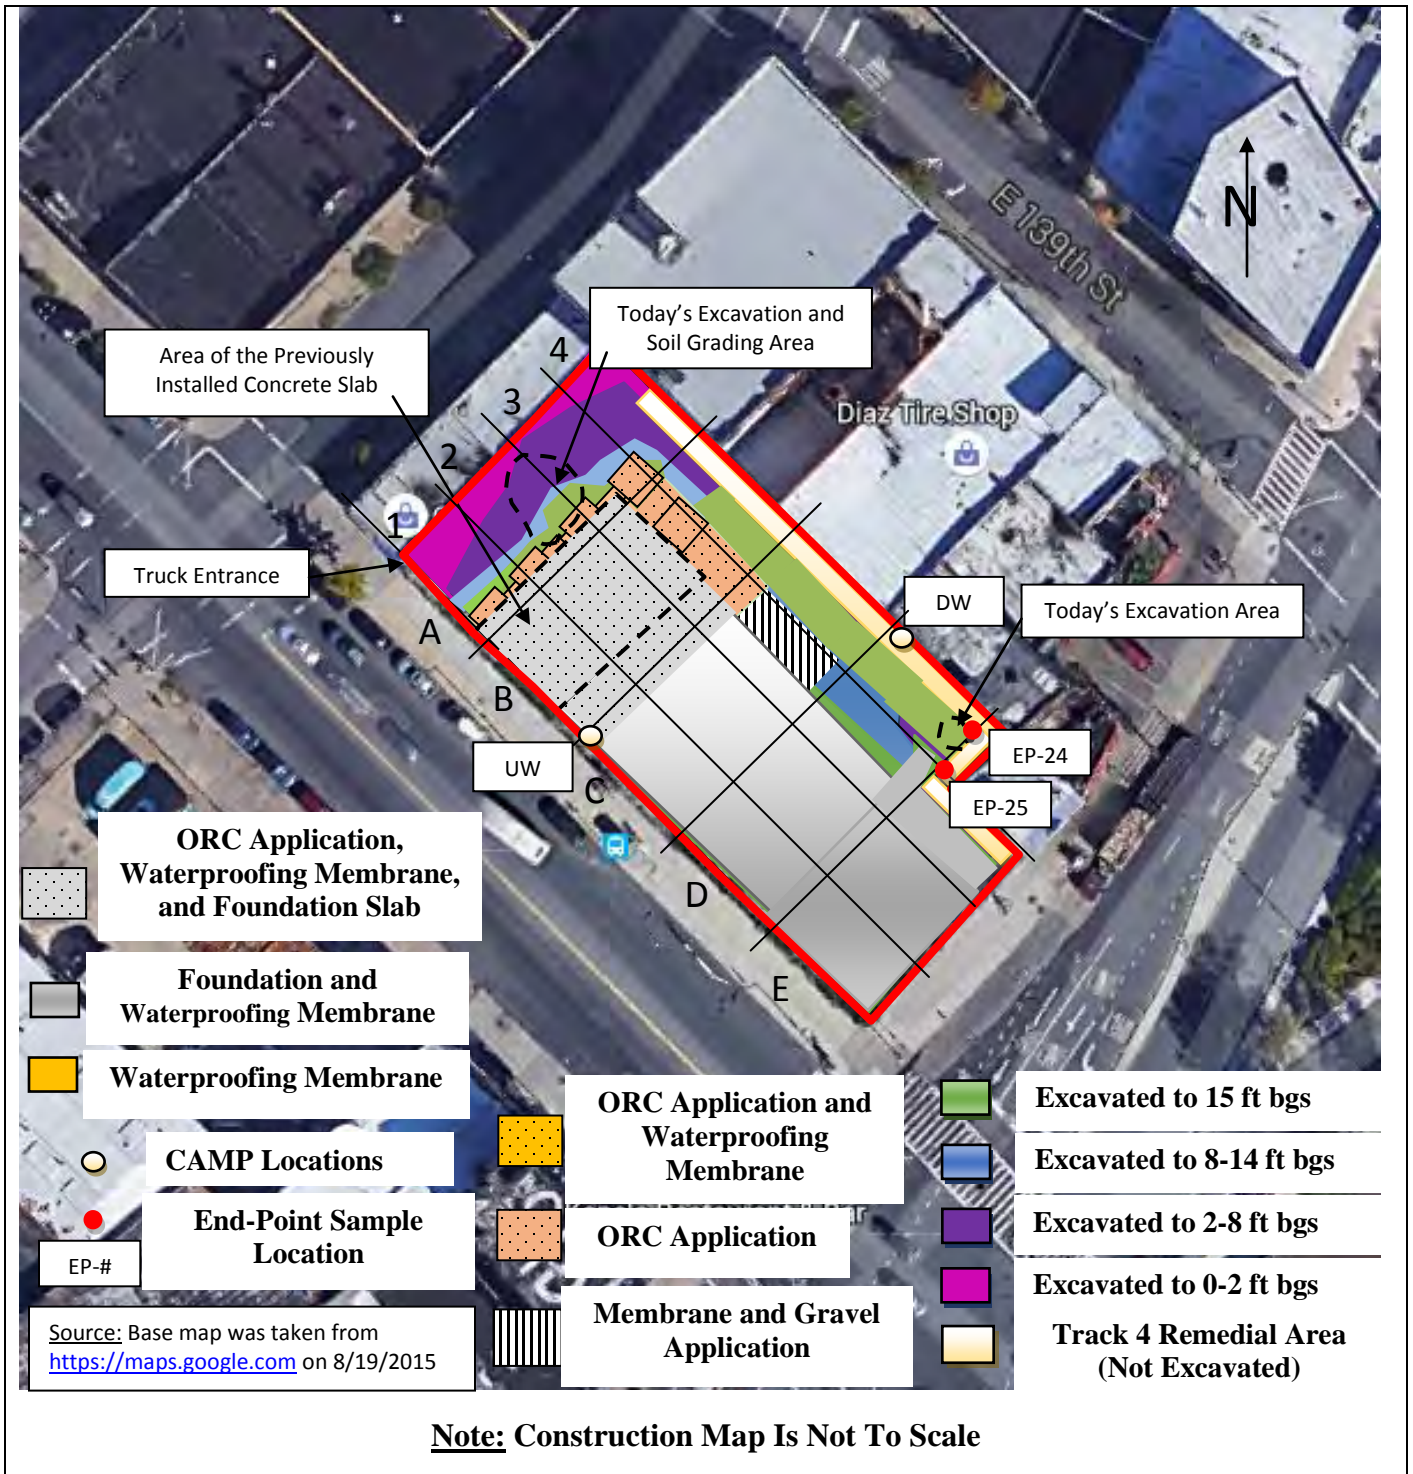 E 139th St
N
Today's Excavation and
Soil Grading Area
Area of the Previously
Installed Concrete Slab
4
3
2
1
Diaz Tire Shop
Truck Entrance
DW
Today's Excavation Area
A
B
UW
C
EP-24
EP-25
D
E
ORC Application,
Waterproofing Membrane,
and Foundation Slab
Foundation and
Waterproofing Membrane
Waterproofing Membrane
CAMP Locations
End-Point Sample
Location
EP-#
Source: Base map was taken from
https://maps.google.com on 8/19/2015
ORC Application and
Waterproofing
Membrane
ORC Application
Membrane and Gravel
Application
Excavated to 15 ft bgs
Excavated to 8-14 ft bgs
Excavated to 2-8 ft bgs
Excavated to 0-2 ft bgs
Track 4 Remedial Area
(Not Excavated)
Note: Construction Map Is Not To Scale